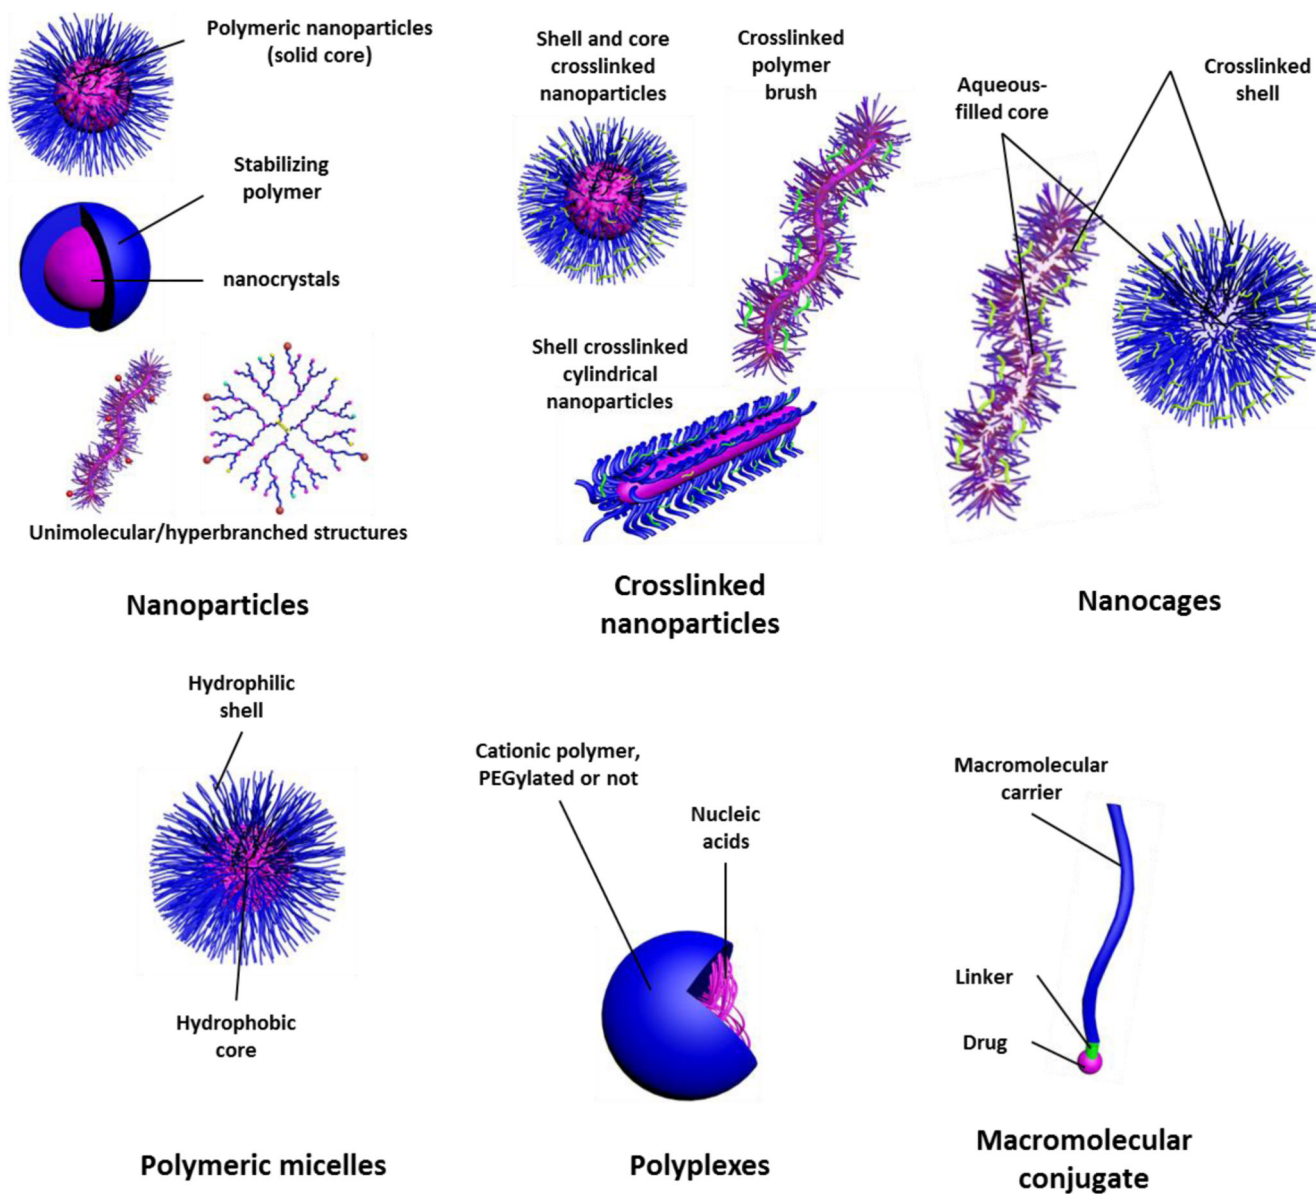 Polymeric nanoparticles
(solid core)
Stabilizing
polymer
nanocrystals
Unimolecular/hyperbranched structures
Nanoparticles
Shell and core
crosslinked
nanoparticles
Crosslinked
polymer
brush
Shell crosslinked
cylindrical
nanoparticles
Crosslinked
nanoparticles
Aqueous-
filled core
Crosslinked
shell
Nanocages
Hydrophilic
shell
Hydrophobic
core
Polymeric micelles
Cationic polymer,
PEGylated or not
Nucleic
acids
Polyplexes
Macromolecular
carrier
Linker
Drug
Macromolecular
conjugate